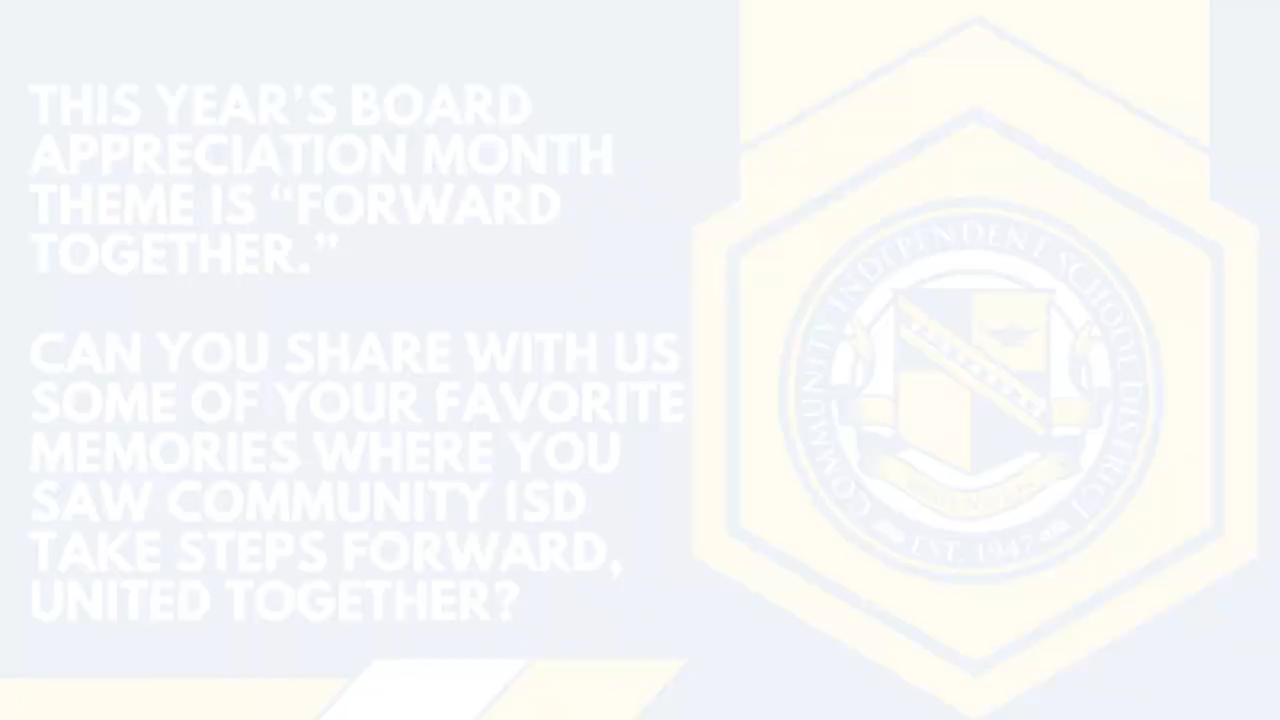 THIS YEAR'S BOARD
APPRECIATION MONTH
THEME IS “FORWARD
TOGETHER.”
CAN YOU SHARE WITH US
SOME OF YOUR FAVORITE
MEMORIES WHERE YOU
SAW COMMUNITY ISD
TAKE STEPS FORWARD,
UNITED TOGETHER?
COMMUNITY INDEPENDENT SCHOOL DISTRICT
EST. 1947